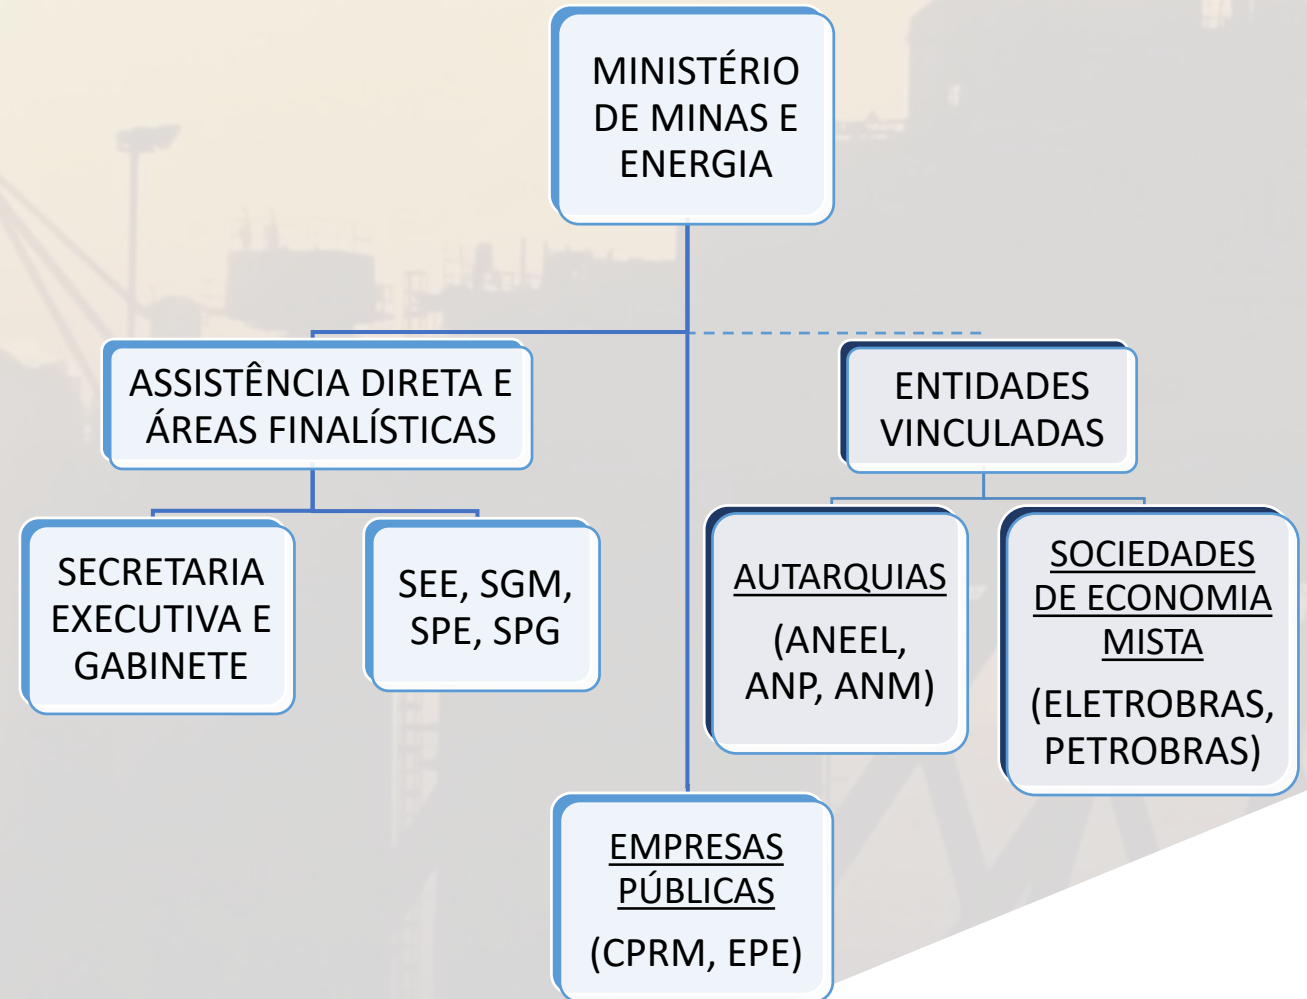 MINISTÉRIO
DE MINAS E
ENERGIA
ASSISTÊNCIA DIRETA E
ÁREAS FINALÍSTICAS
ENTIDADES
VINCULADAS
SECRETARIA
EXECUTIVA E
GABINETE
SEE, SGM,
SPE, SPG
AUTARQUIAS
(ANEEL,
ANP, ANM)
SOCIEDADES
DE ECONOMIA
MISTA
(ELETROBRAS,
PETROBRAS)
EMPRESAS
PÚBLICAS
(CPRM, EPE)